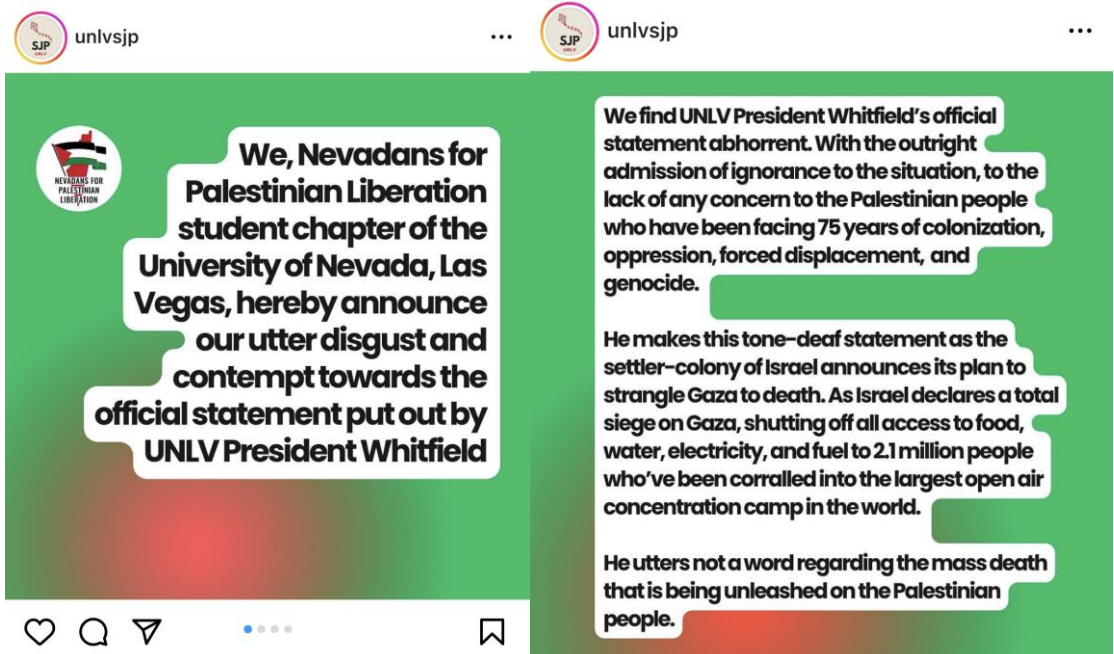 SJP
UNLV
unlvsjp
NEVADANS FOR
PALESTINIAN
LIBERATION
We, Nevadans for
Palestinian Liberation
student chapter of the
University of Nevada, Las
Vegas, hereby announce
our utter disgust and
contempt towards the
official statement put out by
UNLV President Whitfield
SJP
UNLV
unlvsjp
We find UNLV President Whitfield's official
statement abhorrent. With the outright
admission of ignorance to the situation, to the
lack of any concern to the Palestinian people
who have been facing 75 years of colonization,
oppression, forced displacement, and
genocide.
He makes this tone-deaf statement as the
settler-colony of Israel announces its plan to
strangle Gaza to death. As Israel declares a total
siege on Gaza, shutting off all access to food,
water, electricity, and fuel to 2.1 million people
who've been corralled into the largest open air
concentration camp in the world.
He utters not a word regarding the mass death
that is being unleashed on the Palestinian
people.